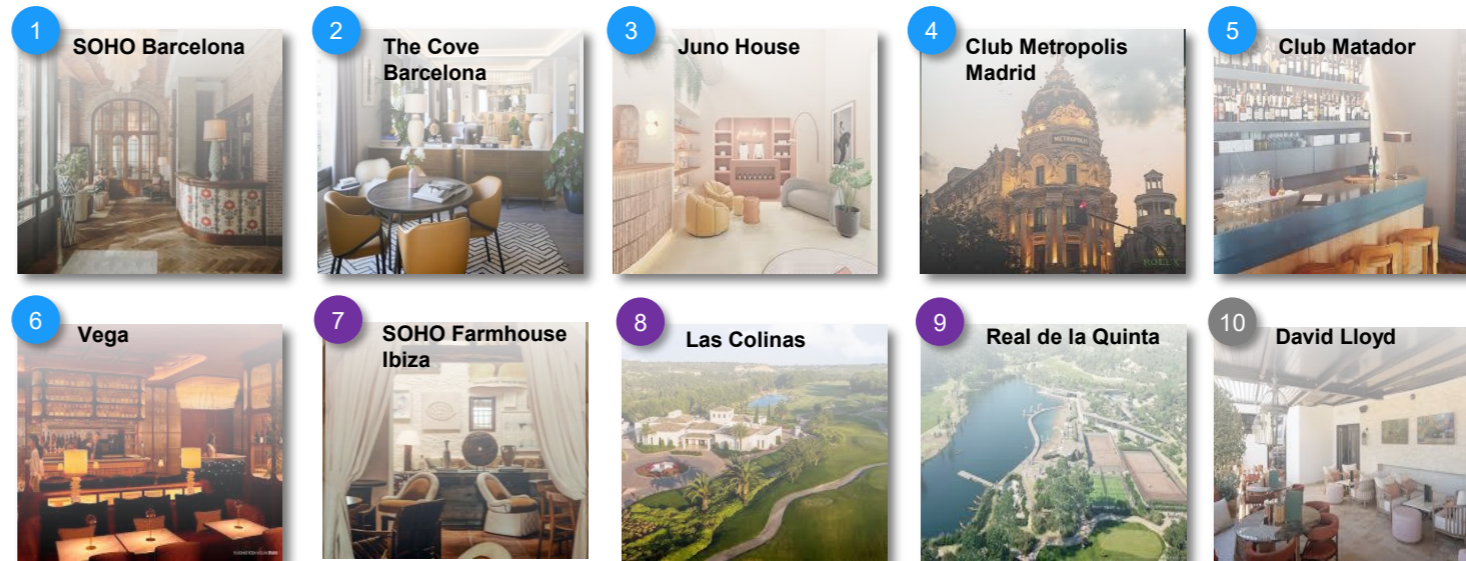 1
SOHO Barcelona
2
The Cove
Barcelona
3
Juno House
4
Club Metropolis
Madrid
METROPOLIS
5
Club Matador
6
Vega
7
SOHO Farmhouse
Ibiza
8
Las Colinas
9
Real de la Quinta
10
David Lloyd